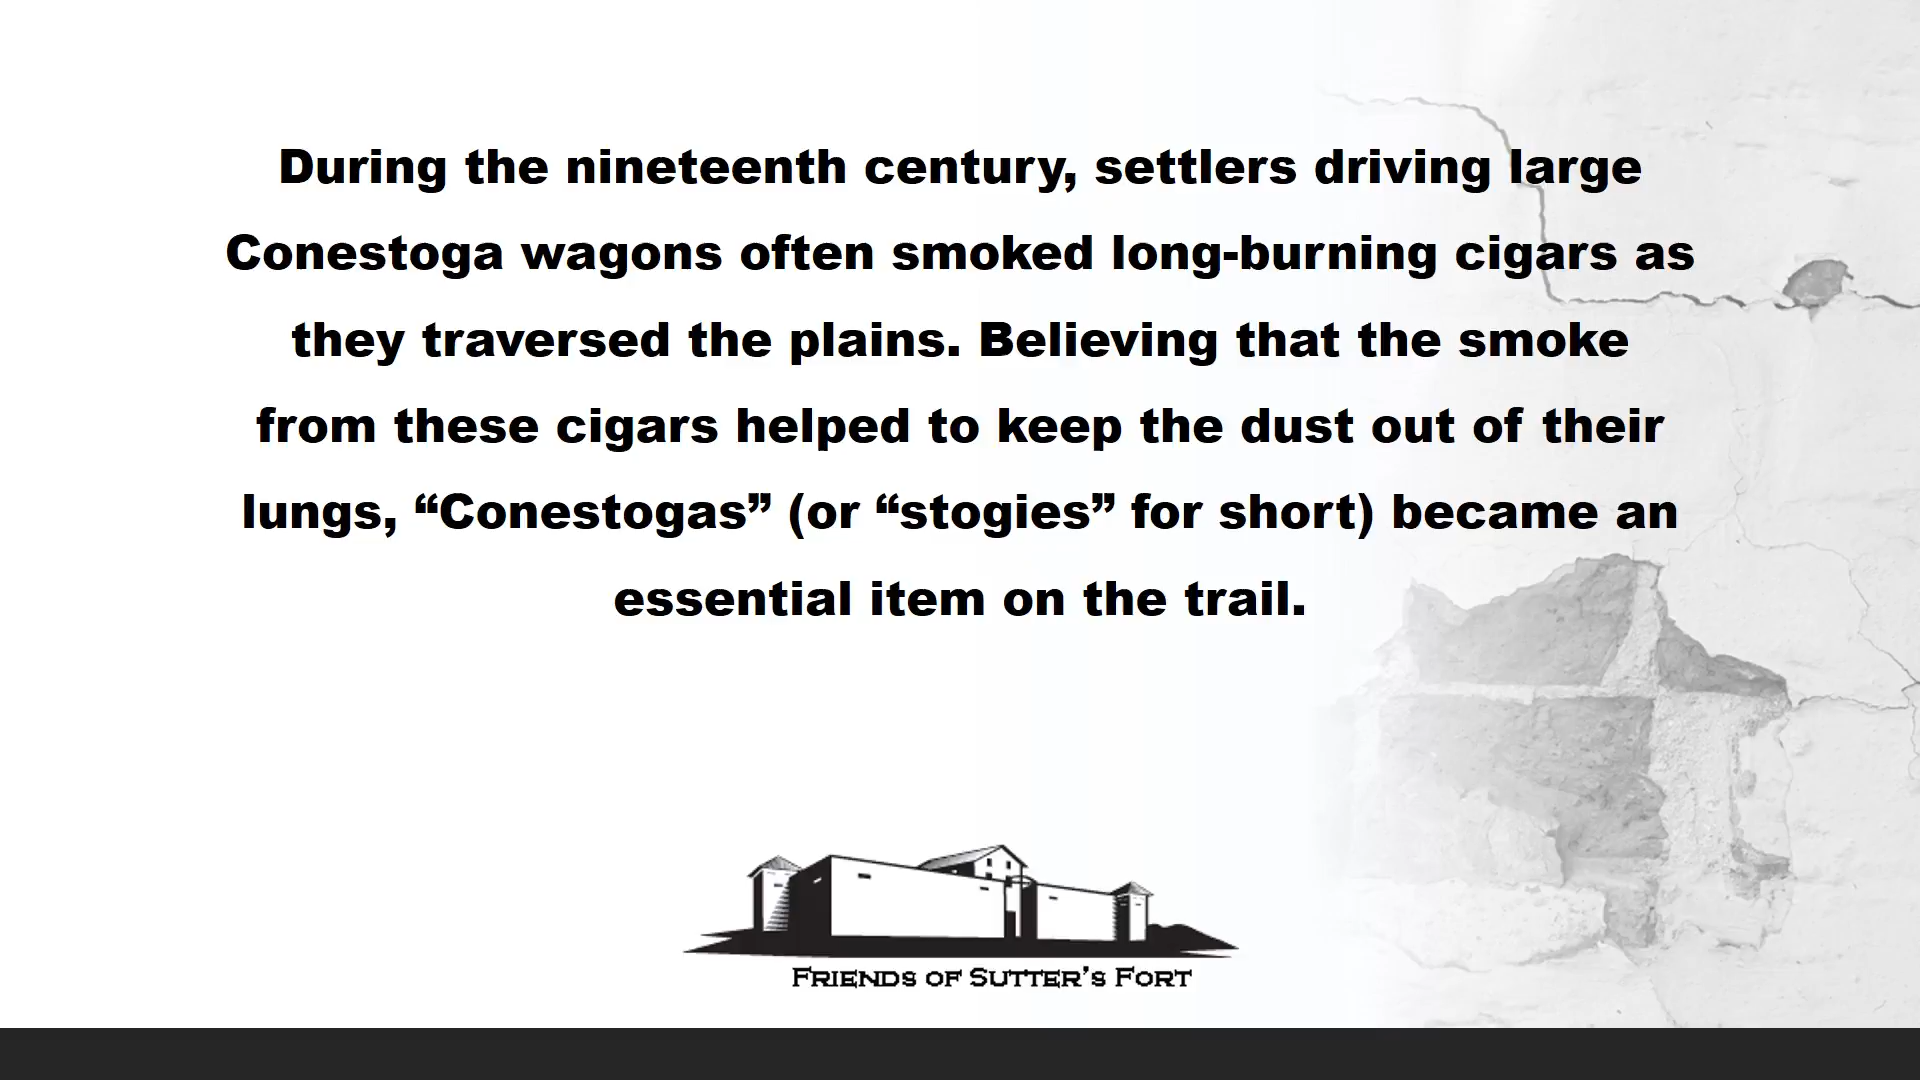 During the nineteenth century, settlers driving large
Conestoga wagons often smoked long-burning cigars as
they traversed the plains. Believing that the smoke
from these cigars helped to keep the dust out of their
lungs, “Conestogas” (or “stogies” for short) became an
essential item on the trail.
Friends of Sutter’s Fort